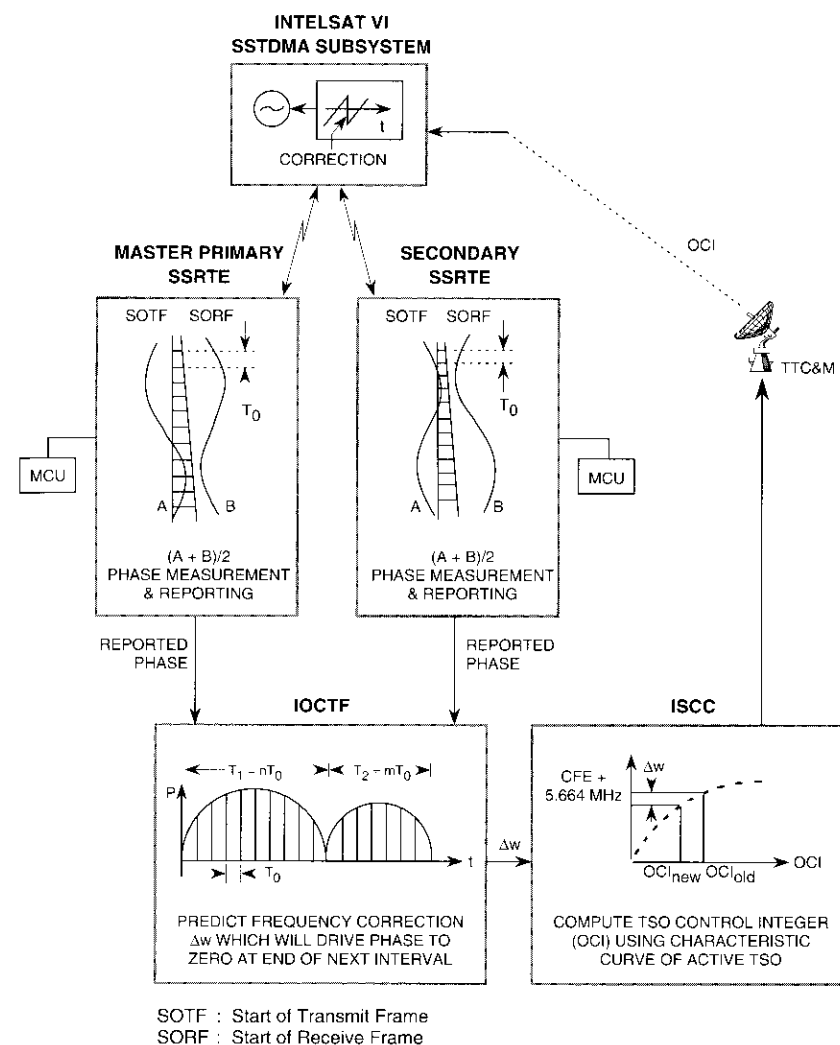 INTELSAT VI
SSTDMA SUBSYSTEM
t
CORRECTION
OCI
TTC&M
MASTER PRIMARY
SSRTE
SOTF SORF
T0
A B
(A + B)/2
PHASE MEASUREMENT
& REPORTING
MCU
SECONDARY
SSRTE
SOTF SORF
T0
A B
(A + B)/2
PHASE MEASUREMENT
& REPORTING
MCU
REPORTED
PHASE
REPORTED
PHASE
IOCTF
T1 – nT0 T2 – mT0
P
t
T0
PREDICT FREQUENCY CORRECTION
Δw WHICH WILL DRIVE PHASE TO
ZERO AT END OF NEXT INTERVAL
Δw
ISCC
CFE +
5.664 MHz
Δw
OCI
OCInew OCIold
COMPUTE TSO CONTROL INTEGER
(OCI) USING CHARACTERISTIC
CURVE OF ACTIVE TSO
SOTF : Start of Transmit Frame
SORF : Start of Receive Frame